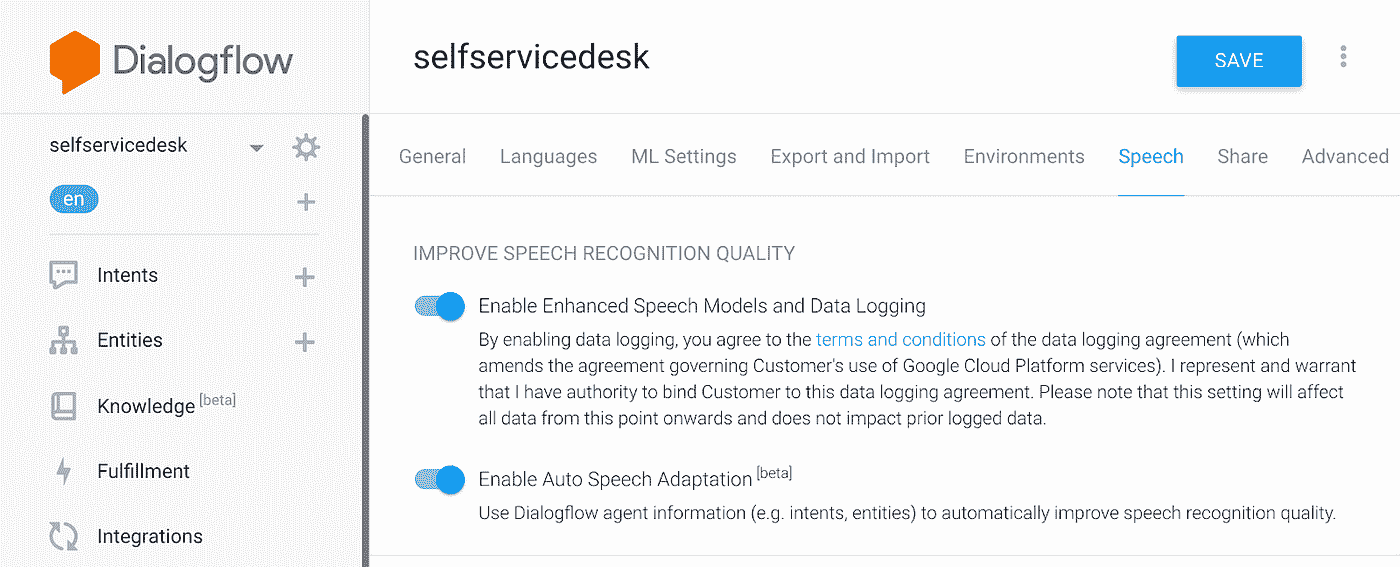 Dialogflow
selfservicedesk
en
Intents
Entities
Knowledge [beta]
Fulfillment
Integrations
selfservicedesk
SAVE
General Languages ML Settings Export and Import Environments Speech Share Advanced
IMPROVE SPEECH RECOGNITION QUALITY
Enable Enhanced Speech Models and Data Logging
By enabling data logging, you agree to the terms and conditions of the data logging agreement (which
amends the agreement governing Customer's use of Google Cloud Platform services). I represent and warrant
that I have authority to bind Customer to this data logging agreement. Please note that this setting will affect
all data from this point onwards and does not impact prior logged data.
Enable Auto Speech Adaptation [beta]
Use Dialogflow agent information (e.g. intents, entities) to automatically improve speech recognition quality.